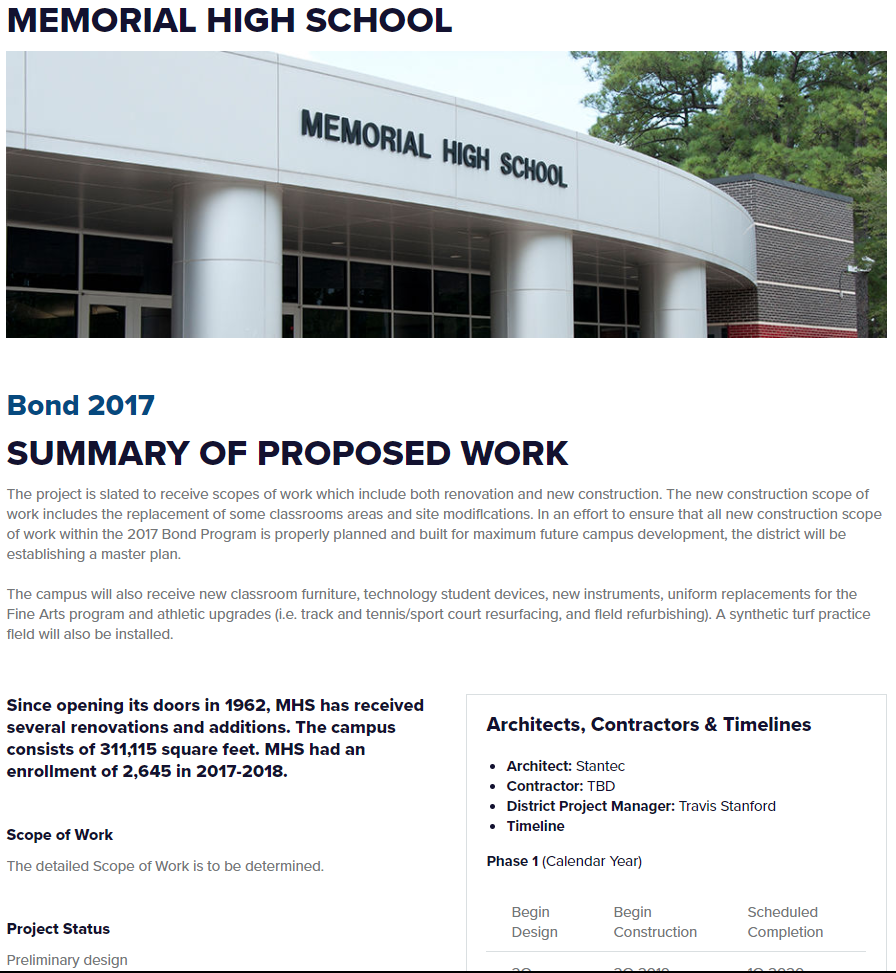 MEMORIAL HIGH SCHOOL
MEMORIAL HIGH SCHOOL
Bond 2017
SUMMARY OF PROPOSED WORK
The project is slated to receive scopes of work which include both renovation and new construction. The new construction scope of
work includes the replacement of some classrooms areas and site modifications. In an effort to ensure that all new construction scope
of work within the 2017 Bond Program is properly planned and built for maximum future campus development, the district will be
establishing a master plan.
The campus will also receive new classroom furniture, technology student devices, new instruments, uniform replacements for the
Fine Arts program and athletic upgrades (i.e. track and tennis/sport court resurfacing, and field refurbishing). A synthetic turf practice
field will also be installed.
Since opening its doors in 1962, MHS has received
several renovations and additions. The campus
consists of 311,115 square feet. MHS had an
enrollment of 2,645 in 2017-2018.
Scope of Work
The detailed Scope of Work is to be determined.
Project Status
Preliminary design
Architects, Contractors & Timelines
Architect: Stantec
Contractor: TBD
District Project Manager: Travis Stanford
Timeline
Phase 1 (Calendar Year)
Begin Design
Begin Construction
Scheduled Completion